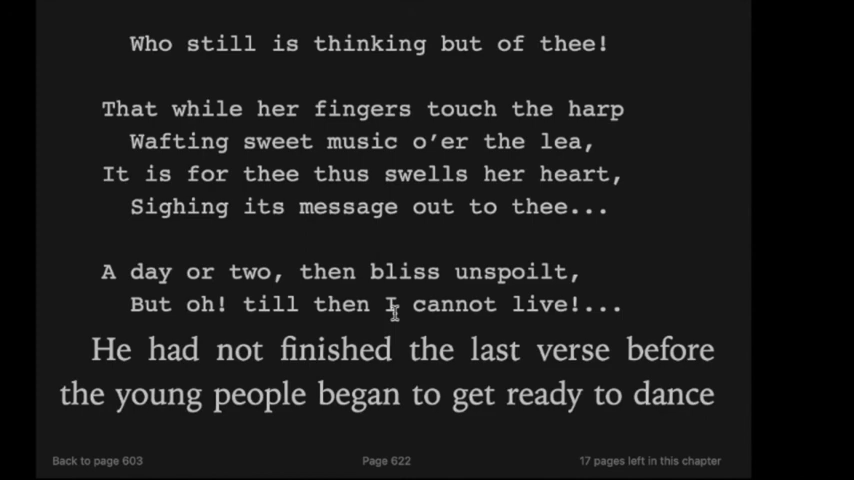 Who still is thinking but of thee!
That while her fingers touch the harp
Wafting sweet music o’er the lea,
It is for thee thus swells her heart,
Sighing its message out to thee...
A day or two, then bliss unspoilt,
But oh! till then I cannot live!...
He had not finished the last verse before
the young people began to get ready to dance
Back to page 603
Page 622
17 pages left in this chapter